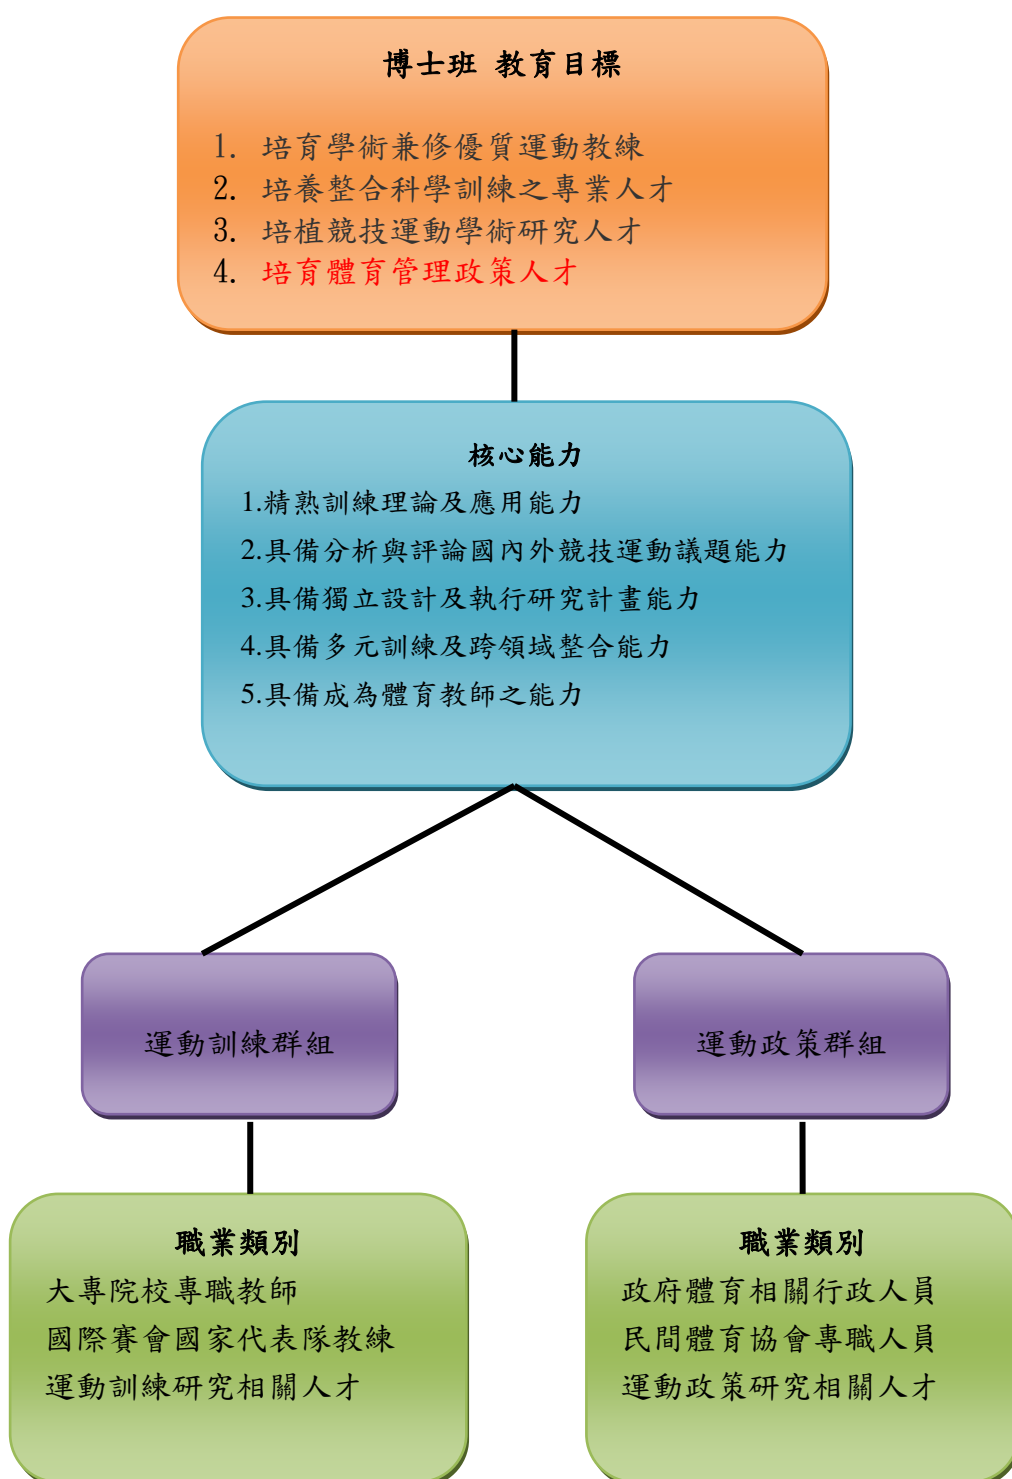 博士班 教育目標
1. 培育學術兼修優質運動教練
2. 培養整合科學訓練之專業人才
3. 培植競技運動學術研究人才
4. 培育體育管理政策人才
核心能力
1.精熟訓練理論及應用能力
2.具備分析與評論國內外競技運動議題能力
3.具備獨立設計及執行研究計畫能力
4.具備多元訓練及跨領域整合能力
5.具備成為體育教師之能力
運動訓練群組
運動政策群組
職業類別
大專院校專職教師
國際賽會國家代表隊教練
運動訓練研究相關人才
職業類別
政府體育相關行政人員
民間體育協會專職人員
運動政策研究相關人才